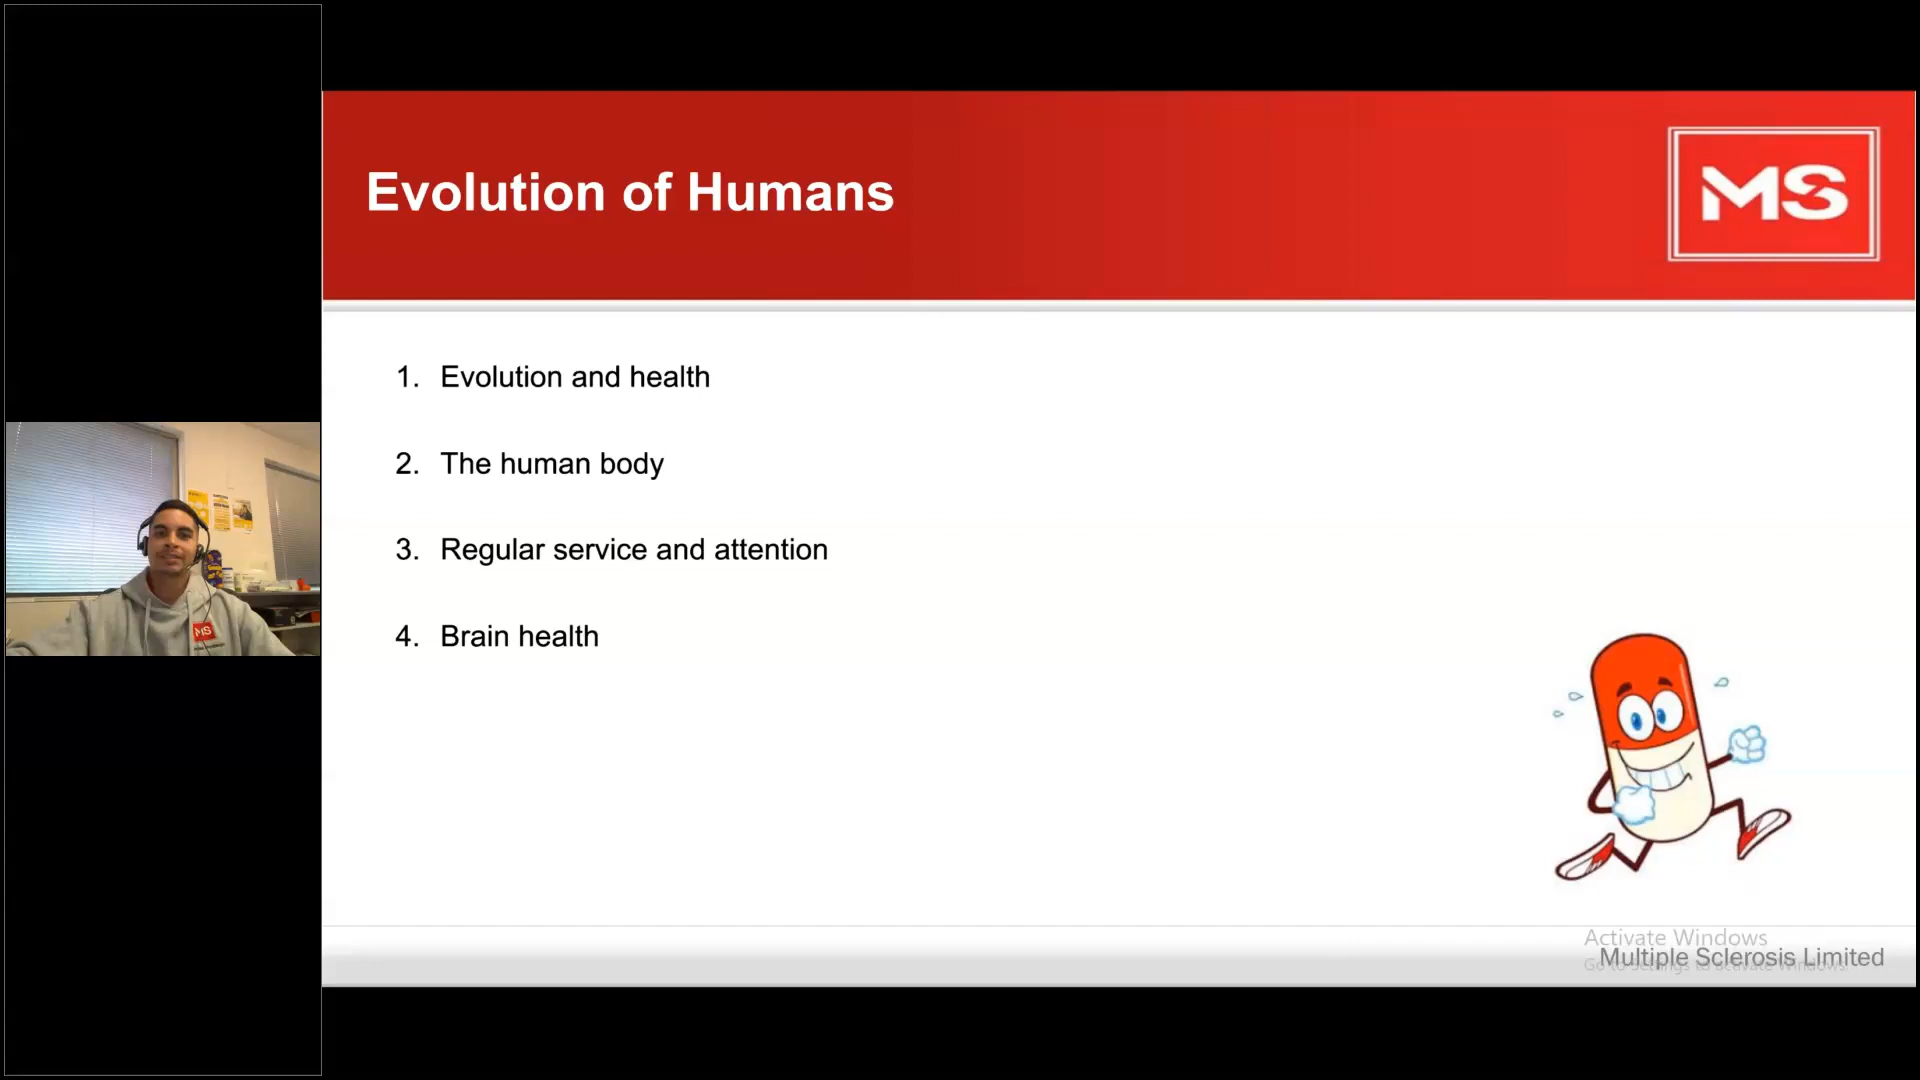 Evolution of Humans
MS
1. Evolution and health
2. The human body
3. Regular service and attention
4. Brain health
MS
Activate Windows
Multiple Sclerosis Limited
Go to Settings to activate Windows.